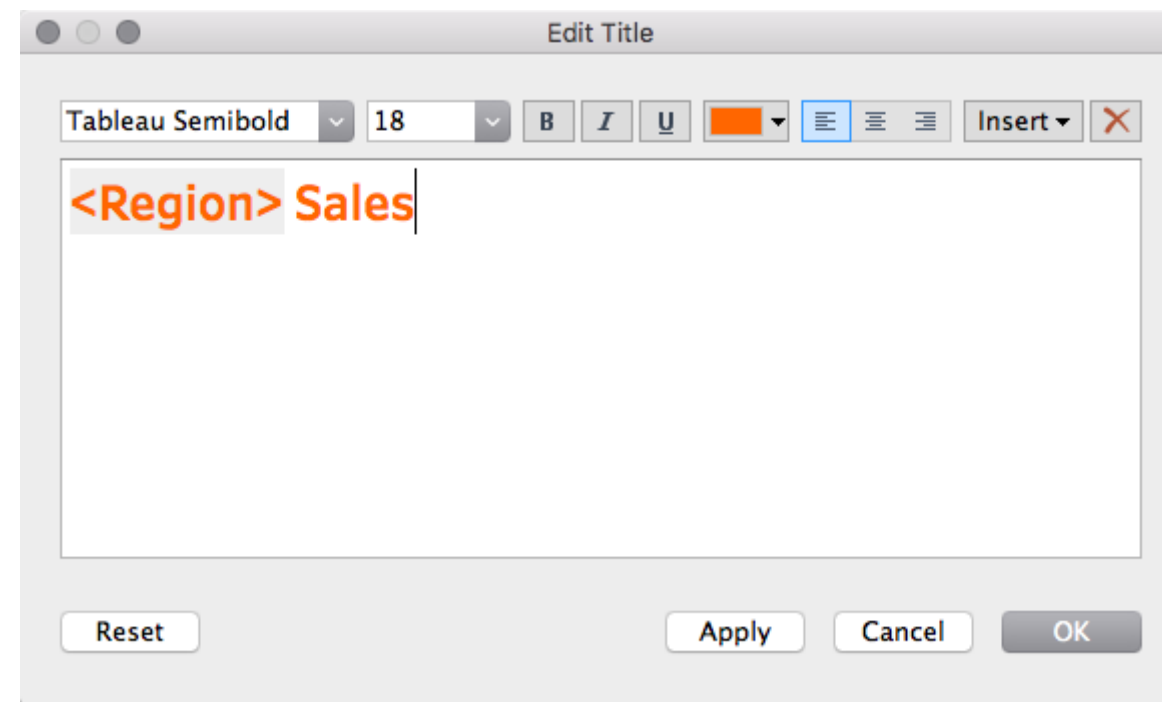 Edit Title
Tableau Semibold 18 B I U Insert
<Region> Sales
Reset Apply Cancel OK